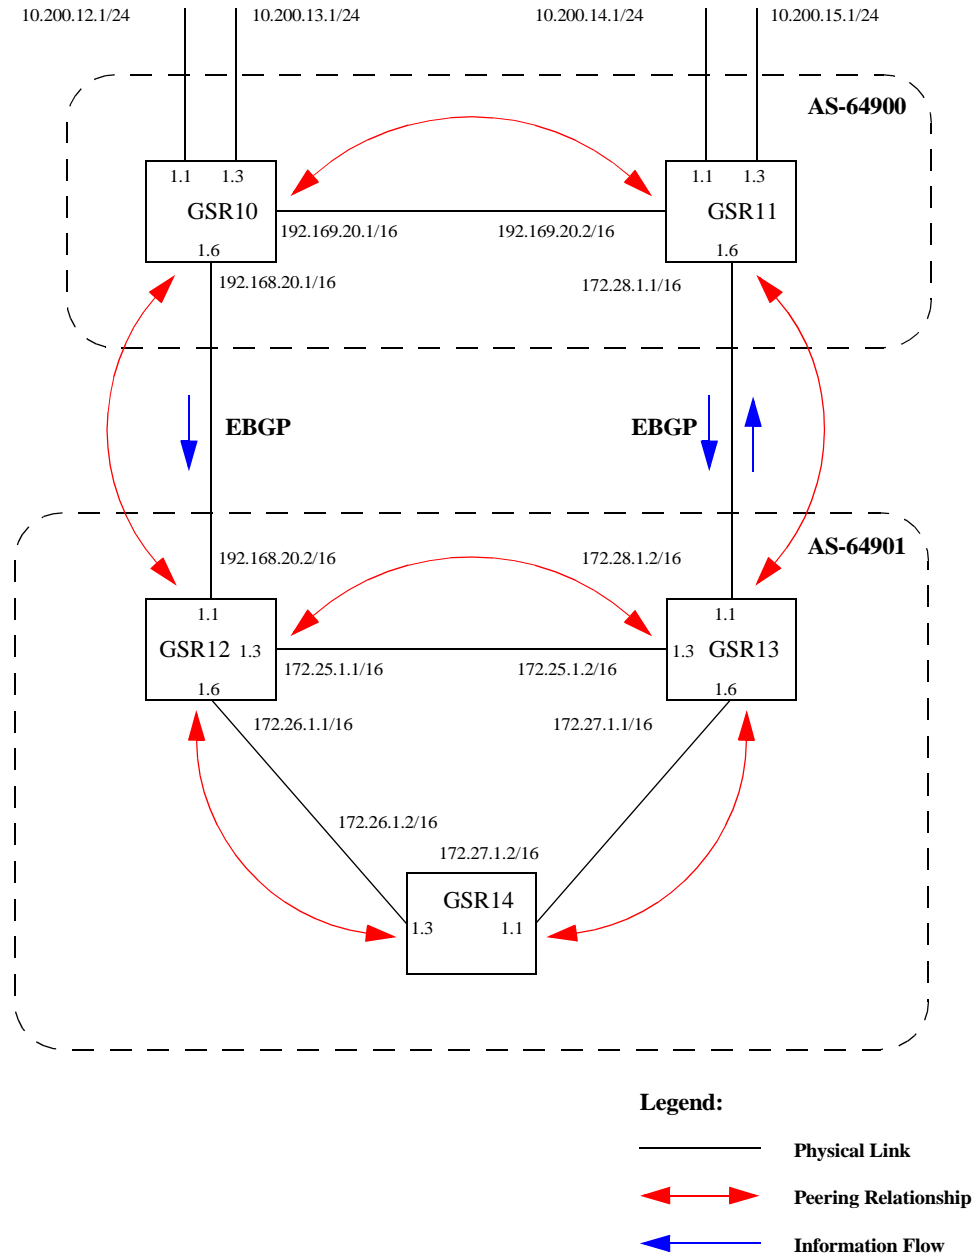 10.200.12.1/24
10.200.13.1/24
10.200.14.1/24
10.200.15.1/24
AS-64900
1.1
1.3
1.1
1.3
GSR10
GSR11
192.169.20.1/16
192.169.20.2/16
1.6
1.6
192.168.20.1/16
172.28.1.1/16
EBGP
EBGP
AS-64901
192.168.20.2/16
172.28.1.2/16
1.1
1.1
GSR12
1.3
1.3
GSR13
172.25.1.1/16
172.25.1.2/16
1.6
1.6
172.26.1.1/16
172.27.1.1/16
172.26.1.2/16
172.27.1.2/16
GSR14
1.3
1.1
Legend:
Physical Link
Peering Relationship
Information Flow